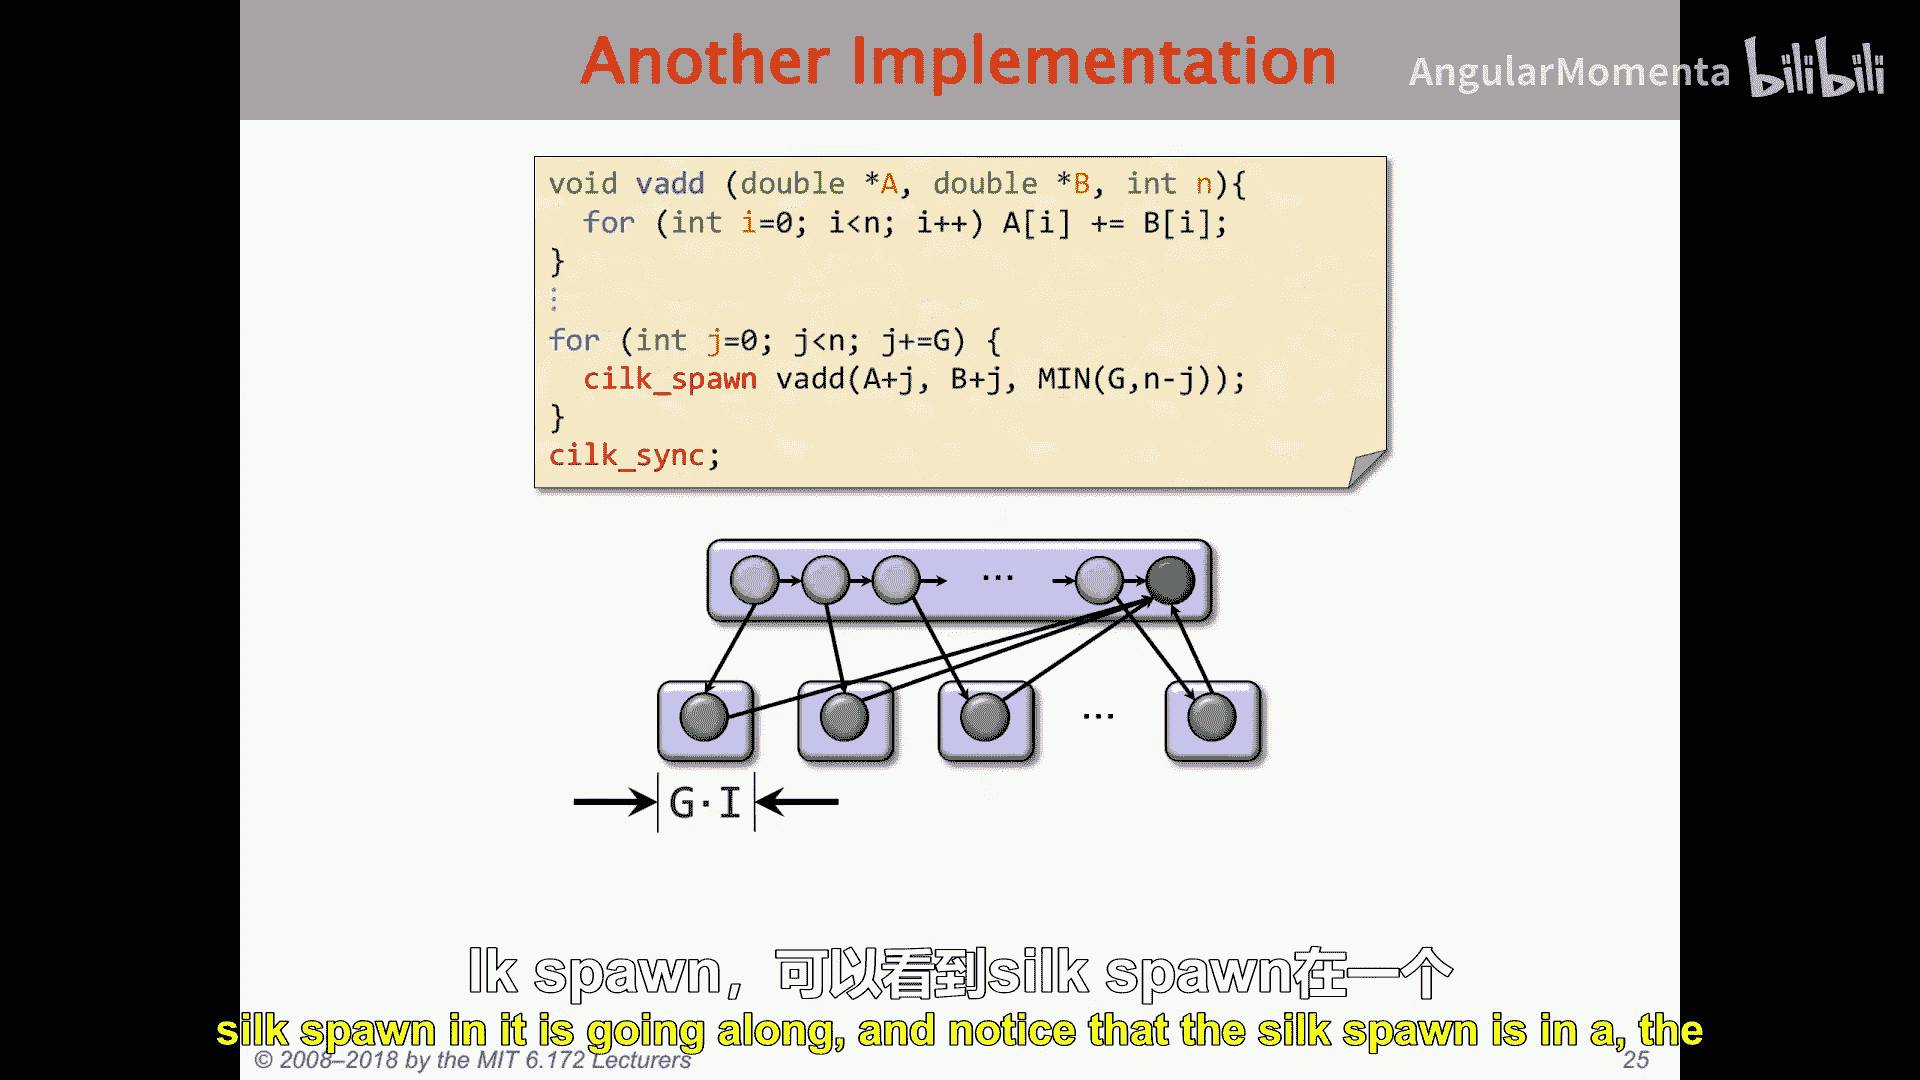 Another Implementation
AngularMomenta bilibili
void vadd (double *A, double *B, int n){
for (int i=0; i<n; i++) A[i] += B[i];
}
⋮
for (int j=0; j<n; j+=G) {
cilk_spawn vadd(A+j, B+j, MIN(G,n-j));
}
cilk_sync;
...
...
G·I
lk spawn，可以看到silk spawn在一个
silk spawn in it is going along, and notice that the silk spawn is in a, the
© 2008–2018 by the MIT 6.172 Lecturers
25